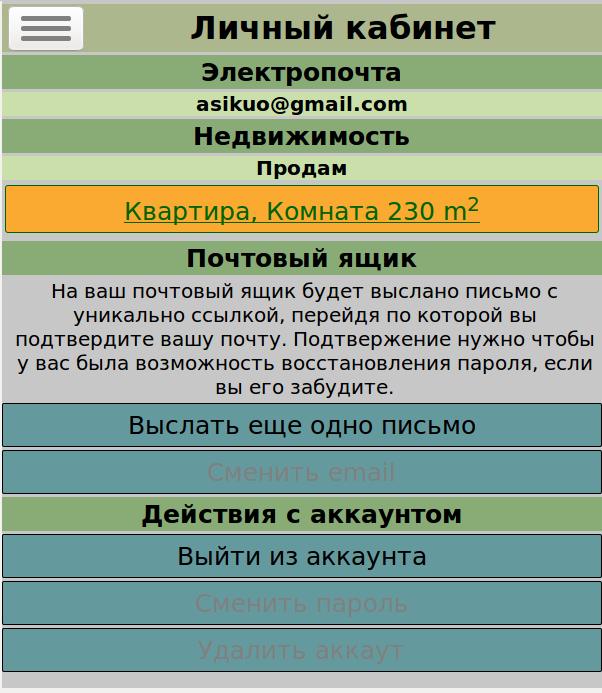 Личный кабинет
Электропочта
asikuo@gmail.com
Недвижимость
Продам
Квартира, Комната 230 m²
Почтовый ящик
На ваш почтовый ящик будет выслано письмо с
уникально ссылкой, перейдя по которой вы
подтвердите вашу почту. Подтвержение нужно чтобы
у вас была возможность восстановления пароля, если
вы его забудите.
Выслать еще одно письмо
Сменить email
Действия с аккаунтом
Выйти из аккаунта
Сменить пароль
Удалить аккаут